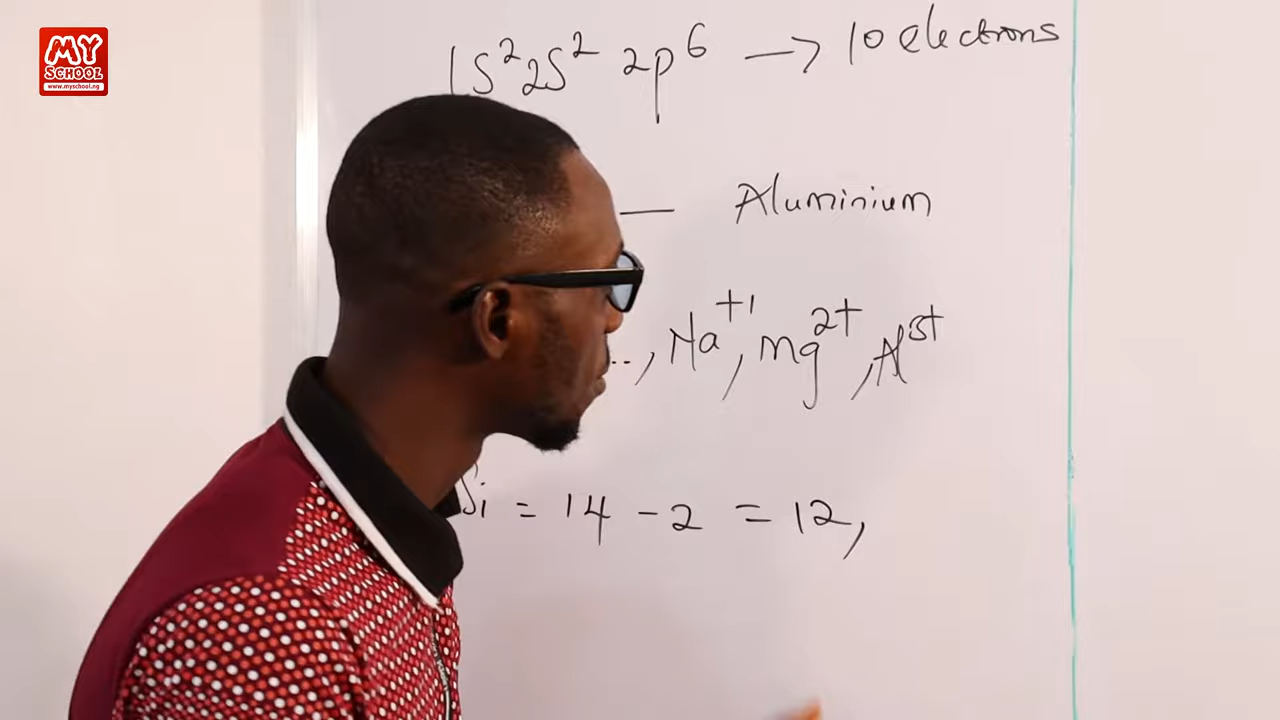 MY
SCHOOL
www.myschool.ng
1S² 2S² 2p⁶ → 10 electrons
— Aluminium
.., Na⁺¹, Mg²⁺, Al³⁺
Si = 14 - 2 = 12,